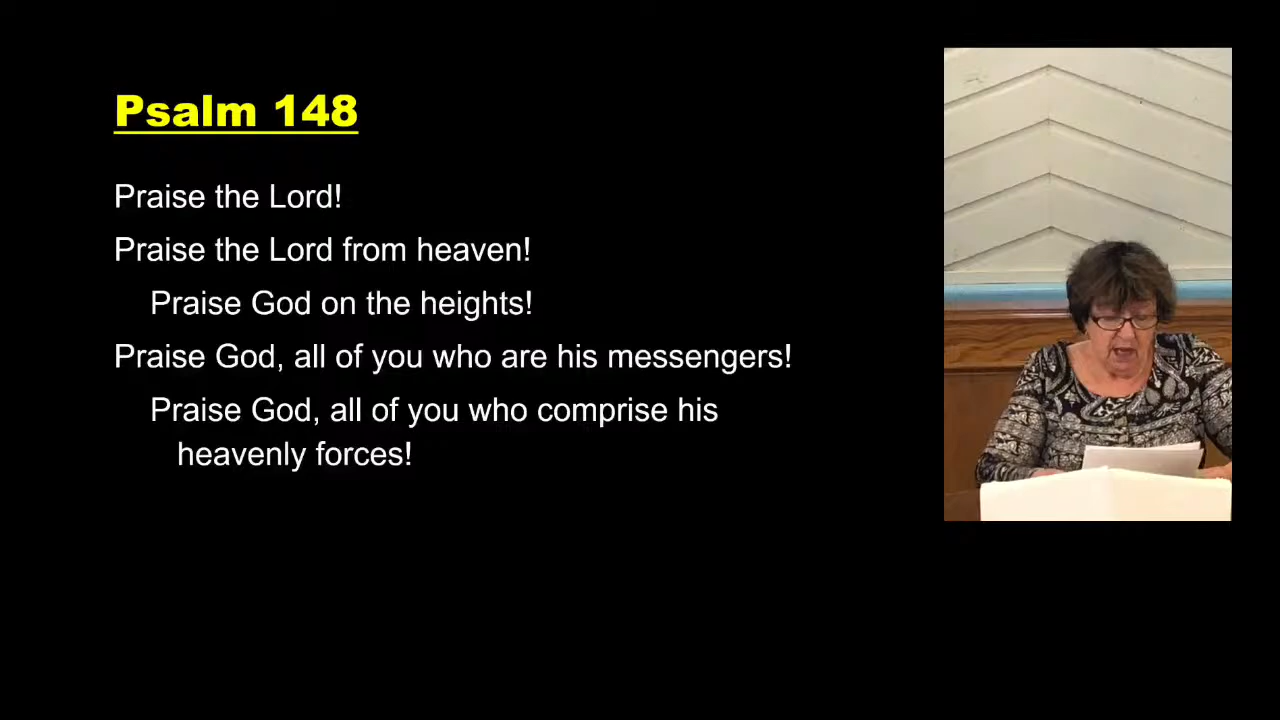 Psalm 148
Praise the Lord!
Praise the Lord from heaven!
Praise God on the heights!
Praise God, all of you who are his messengers!
Praise God, all of you who comprise his
heavenly forces!